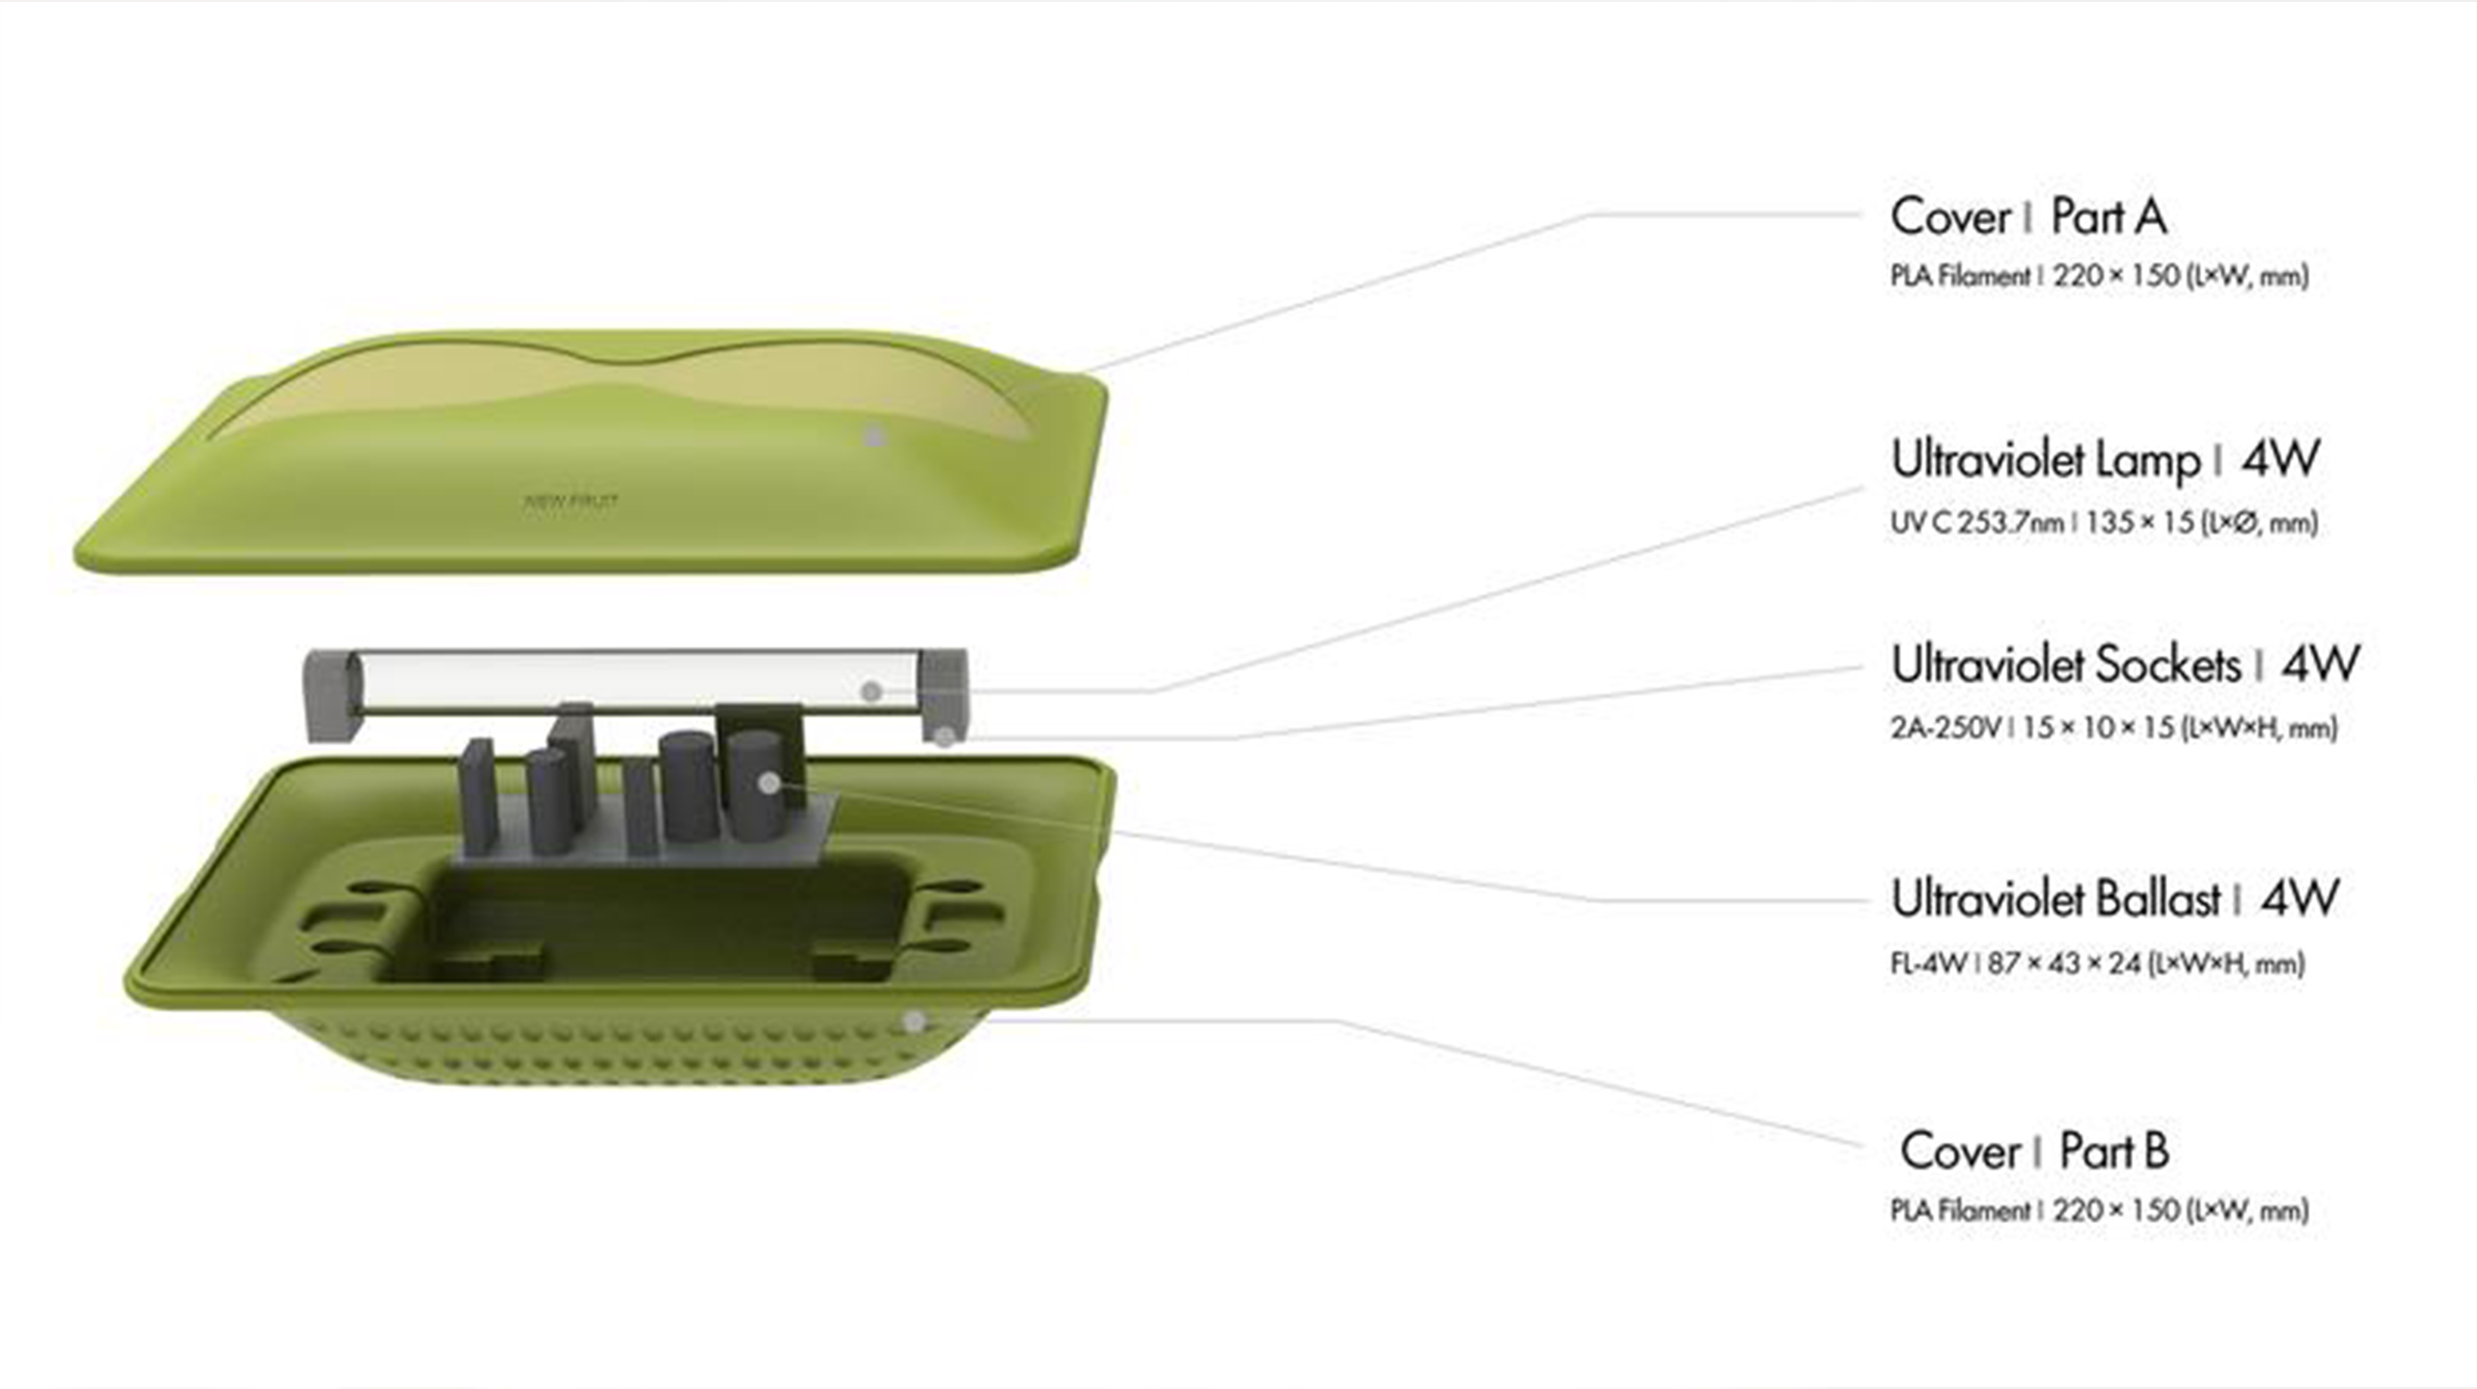 Cover | Part A
PLA Filament | 220 × 150 (L×W, mm)
NEW FRUIT
Ultraviolet Lamp | 4W
UV C 253.7nm | 135 × 15 (L×Ø, mm)
Ultraviolet Sockets | 4W
2A-250V | 15 × 10 × 15 (L×W×H, mm)
Ultraviolet Ballast | 4W
FL-4W | 87 × 43 × 24 (L×W×H, mm)
Cover | Part B
PLA Filament | 220 × 150 (L×W, mm)